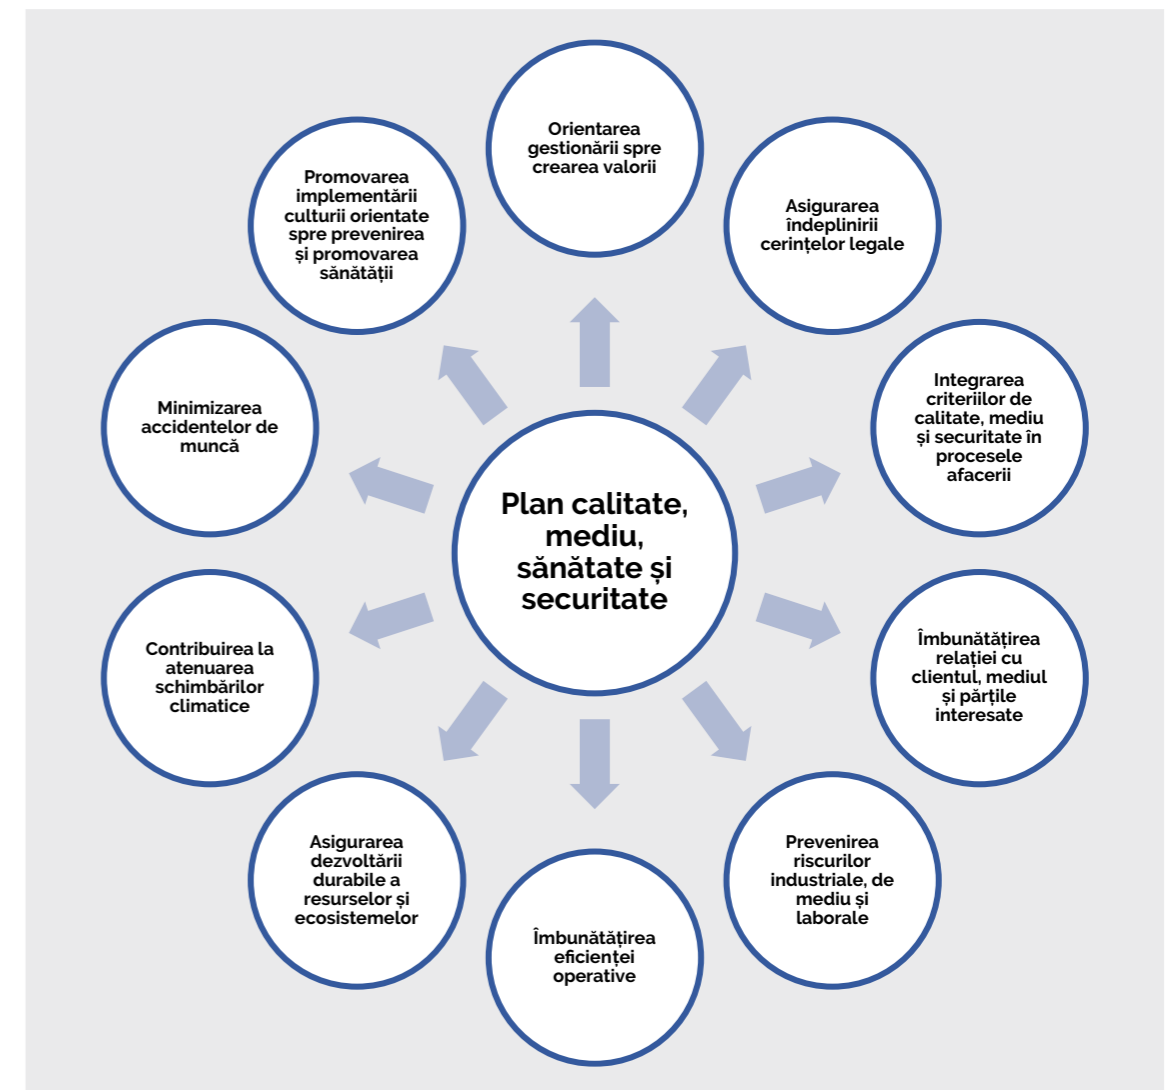 Orientarea
gestionării spre
crearea valorii
Asigurarea
îndeplinirii
cerințelor legale
Integrarea
criteriilor de
calitate, mediu
și securitate în
procesele
afacerii
Îmbunătățirea
relației cu
clientul, mediul
și părțile
interesate
Prevenirea
riscurilor
industriale, de
mediu și
laborale
Îmbunătățirea
eficienței
operative
Asigurarea
dezvoltării
durabile a
resurselor și
ecosistemelor
Contribuirea la
atenuarea
schimbărilor
climatice
Minimizarea
accidentelor de
muncă
Promovarea
implementării
culturii orientate
spre prevenirea
și promovarea
sănătății
Plan calitate,
mediu,
sănătate și
securitate